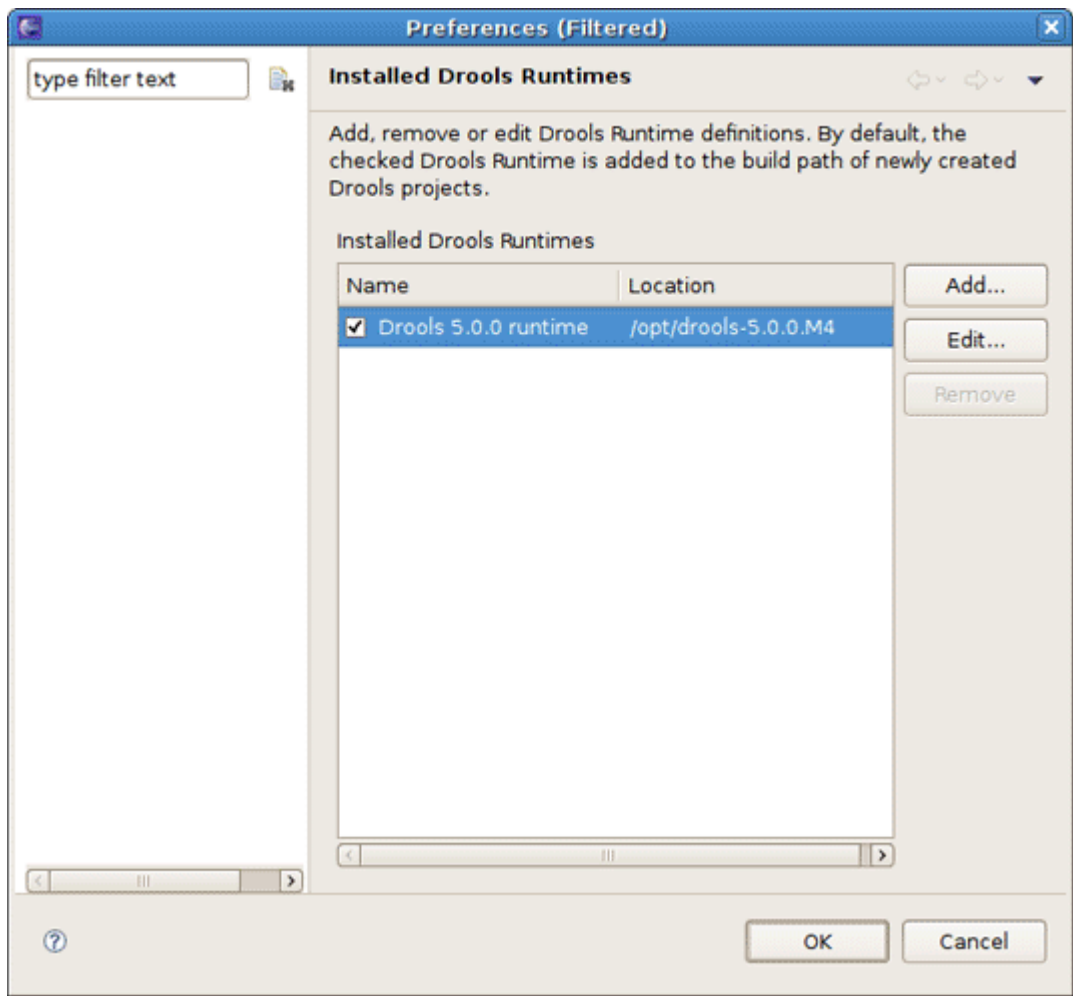 Preferences (Filtered)
type filter text
Installed Drools Runtimes
Add, remove or edit Drools Runtime definitions. By default, the
checked Drools Runtime is added to the build path of newly created
Drools projects.
Installed Drools Runtimes
Name Location
Drools 5.0.0 runtime /opt/drools-5.0.0.M4
Add...
Edit...
Remove
OK
Cancel